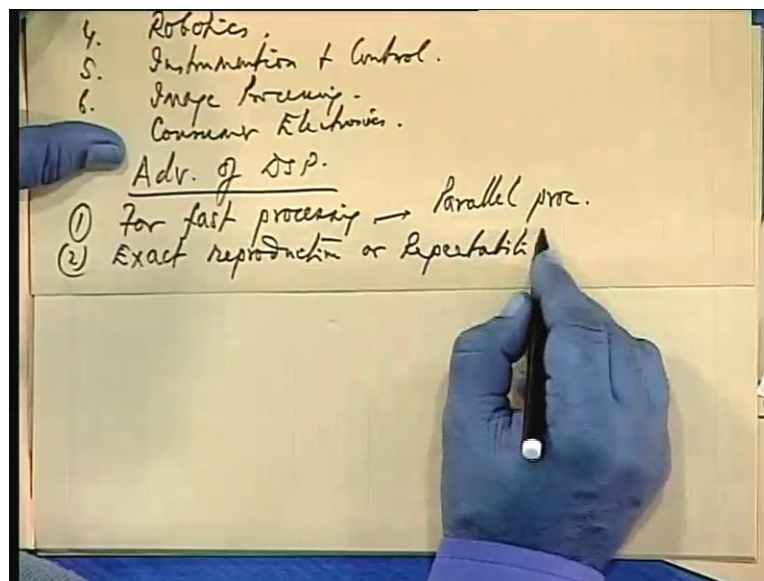 4. Robotics.
5. Instrumention & Control.
6. Image Processing.
Consumer Electronics.
Adv. of DSP.
(1) For fast processing → Parallel proc.
(2) Exact reproduction or Repeatabili